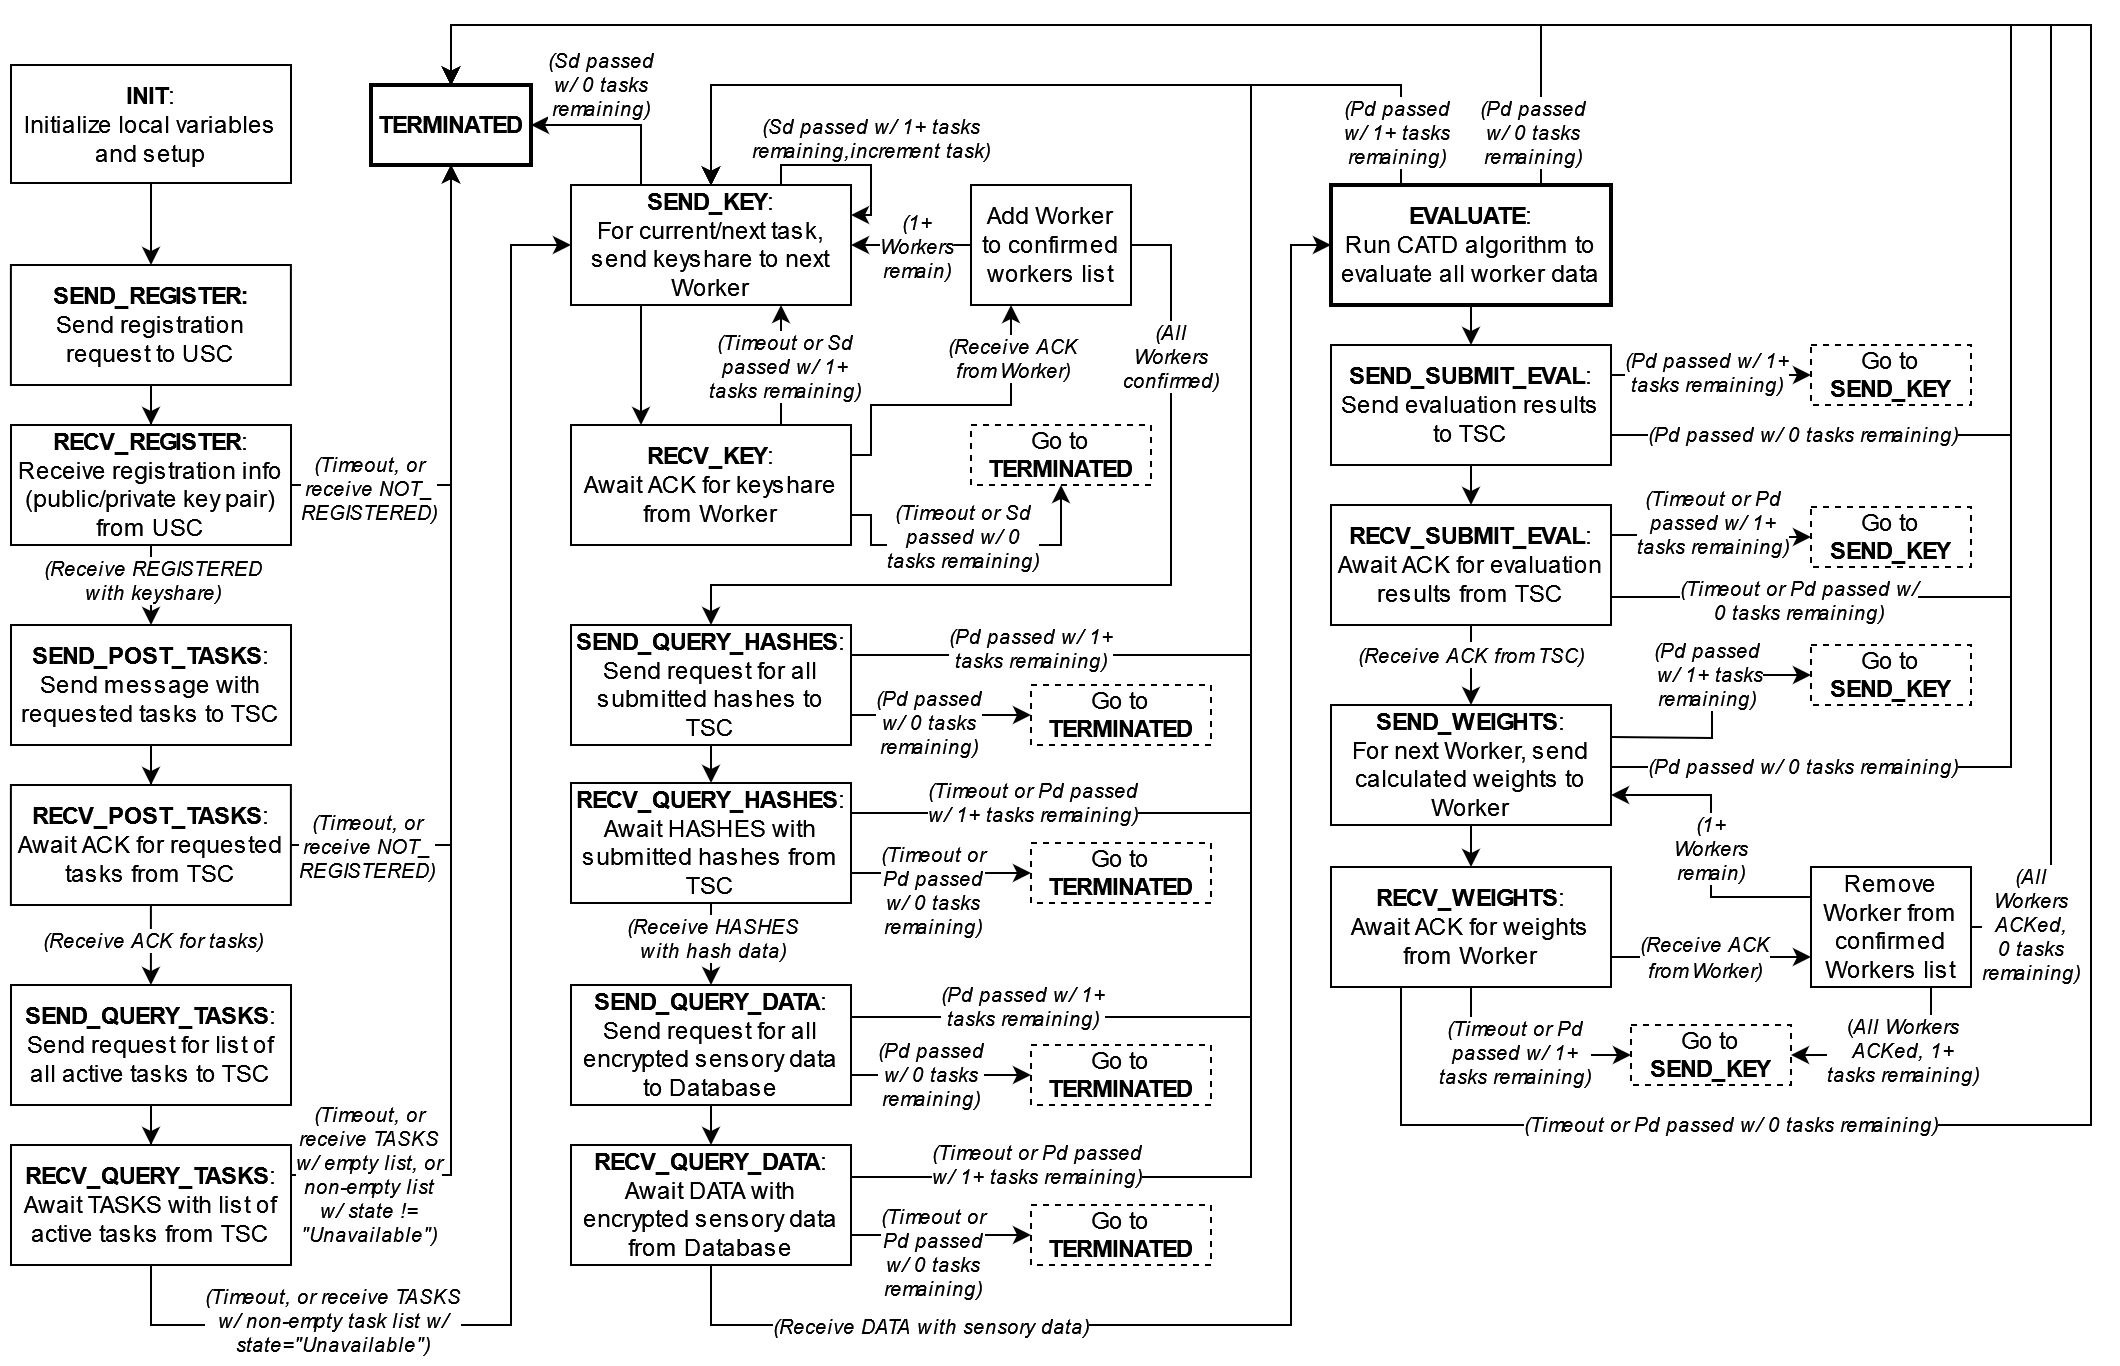 INIT:
Initialize local variables
and setup
SEND_REGISTER:
Send registration
request to USC
RECV_REGISTER:
Receive registration info
(public/private key pair)
from USC
(Timeout, or
receive NOT_
REGISTERED)
(Receive REGISTERED
with keyshare)
SEND_POST_TASKS:
Send message with
requested tasks to TSC
RECV_POST_TASKS:
Await ACK for requested
tasks from TSC
(Timeout, or
receive NOT_
REGISTERED)
(Receive ACK for tasks)
SEND_QUERY_TASKS:
Send request for list of
all active tasks to TSC
RECV_QUERY_TASKS:
Await TASKS with list of
active tasks from TSC
(Timeout, or
receive TASKS
w/ empty list, or
non-empty list
w/ state !=
"Unavailable")
(Timeout, or receive TASKS
w/ non-empty task list w/
state="Unavailable")
TERMINATED
(Sd passed
w/ 0 tasks
remaining)
(Sd passed w/ 1+ tasks
remaining,increment task)
SEND_KEY:
For current/next task,
send keyshare to next
Worker
(1+
Workers
remain)
Add Worker
to confirmed
workers list
(Timeout or Sd
passed w/ 1+
tasks remaining)
(Receive ACK
from Worker)
(All
Workers
confirmed)
RECV_KEY:
Await ACK for keyshare
from Worker
Go to
TERMINATED
(Timeout or Sd
passed w/ 0
tasks remaining)
SEND_QUERY_HASHES:
Send request for all
submitted hashes to
TSC
(Pd passed w/ 1+
tasks remaining)
(Pd passed
w/ 0 tasks
remaining)
Go to
TERMINATED
RECV_QUERY_HASHES:
Await HASHES with
submitted hashes from
TSC
(Timeout or Pd passed
w/ 1+ tasks remaining)
(Timeout or
Pd passed
w/ 0 tasks
remaining)
Go to
TERMINATED
(Receive HASHES
with hash data)
SEND_QUERY_DATA:
Send request for all
encrypted sensory data
to Database
(Pd passed w/ 1+
tasks remaining)
(Pd passed
w/ 0 tasks
remaining)
Go to
TERMINATED
RECV_QUERY_DATA:
Await DATA with
encrypted sensory data
from Database
(Timeout or Pd passed
w/ 1+ tasks remaining)
(Timeout or
Pd passed
w/ 0 tasks
remaining)
Go to
TERMINATED
(Receive DATA with sensory data)
(Pd passed
w/ 1+ tasks
remaining)
(Pd passed
w/ 0 tasks
remaining)
EVALUATE:
Run CATD algorithm to
evaluate all worker data
SEND_SUBMIT_EVAL:
Send evaluation results
to TSC
(Pd passed w/ 1+
tasks remaining)
Go to
SEND_KEY
(Pd passed w/ 0 tasks remaining)
RECV_SUBMIT_EVAL:
Await ACK for evaluation
results from TSC
(Timeout or Pd
passed w/ 1+
tasks remaining)
Go to
SEND_KEY
(Timeout or Pd passed w/
0 tasks remaining)
(Receive ACK from TSC)
(Pd passed
w/ 1+ tasks
remaining)
Go to
SEND_KEY
SEND_WEIGHTS:
For next Worker, send
calculated weights to
Worker
(Pd passed w/ 0 tasks remaining)
(1+
Workers
remain)
RECV_WEIGHTS:
Await ACK for weights
from Worker
(Receive ACK
from Worker)
Remove
Worker from
confirmed
Workers list
(All
Workers
ACKed,
0 tasks
remaining)
(Timeout or Pd
passed w/ 1+
tasks remaining)
Go to
SEND_KEY
(All Workers
ACKed, 1+
tasks remaining)
(Timeout or Pd passed w/ 0 tasks remaining)